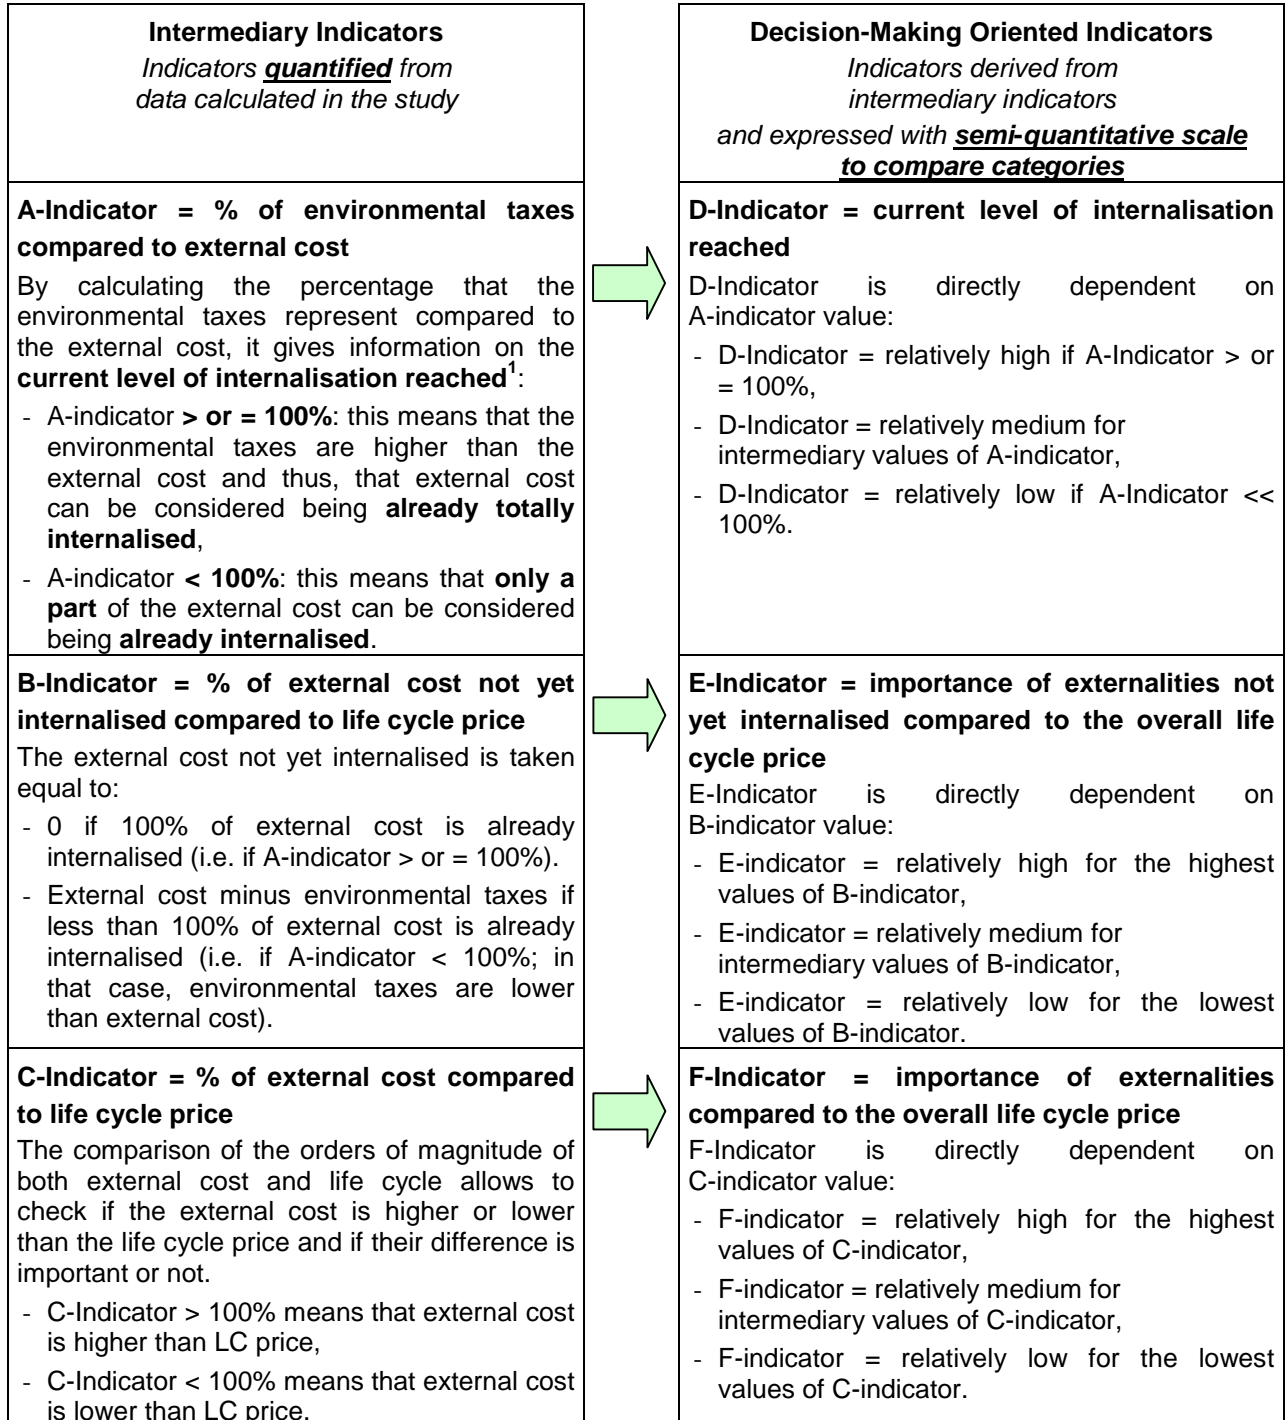 Intermediary Indicators
Indicators quantified from
data calculated in the study
A-Indicator = % of environmental taxes
compared to external cost
By calculating the percentage that the
environmental taxes represent compared to
the external cost, it gives information on the
current level of internalisation reached1:
- A-indicator > or = 100%: this means that the
environmental taxes are higher than the
external cost and thus, that external cost
can be considered being already totally
internalised,
- A-indicator < 100%: this means that only a
part of the external cost can be considered
being already internalised.
B-Indicator = % of external cost not yet
internalised compared to life cycle price
The external cost not yet internalised is taken
equal to:
- 0 if 100% of external cost is already
internalised (i.e. if A-indicator > or = 100%).
- External cost minus environmental taxes if
less than 100% of external cost is already
internalised (i.e. if A-indicator < 100%; in
that case, environmental taxes are lower
than external cost).
C-Indicator = % of external cost compared
to life cycle price
The comparison of the orders of magnitude of
both external cost and life cycle allows to
check if the external cost is higher or lower
than the life cycle price and if their difference is
important or not.
- C-Indicator > 100% means that external cost
is higher than LC price,
- C-Indicator < 100% means that external cost
is lower than LC price.
Decision-Making Oriented Indicators
Indicators derived from
intermediary indicators
and expressed with semi-quantitative scale
to compare categories
D-Indicator = current level of internalisation
reached
D-Indicator is directly dependent on
A-indicator value:
- D-Indicator = relatively high if A-Indicator > or
= 100%,
- D-Indicator = relatively medium for
intermediary values of A-indicator,
- D-Indicator = relatively low if A-Indicator <<
100%.
E-Indicator = importance of externalities not
yet internalised compared to the overall life
cycle price
E-Indicator is directly dependent on
B-indicator value:
- E-indicator = relatively high for the highest
values of B-indicator,
- E-indicator = relatively medium for
intermediary values of B-indicator,
- E-indicator = relatively low for the lowest
values of B-indicator.
F-Indicator = importance of externalities
compared to the overall life cycle price
F-Indicator is directly dependent on
C-indicator value:
- F-indicator = relatively high for the highest
values of C-indicator,
- F-indicator = relatively medium for
intermediary values of C-indicator,
- F-indicator = relatively low for the lowest
values of C-indicator.